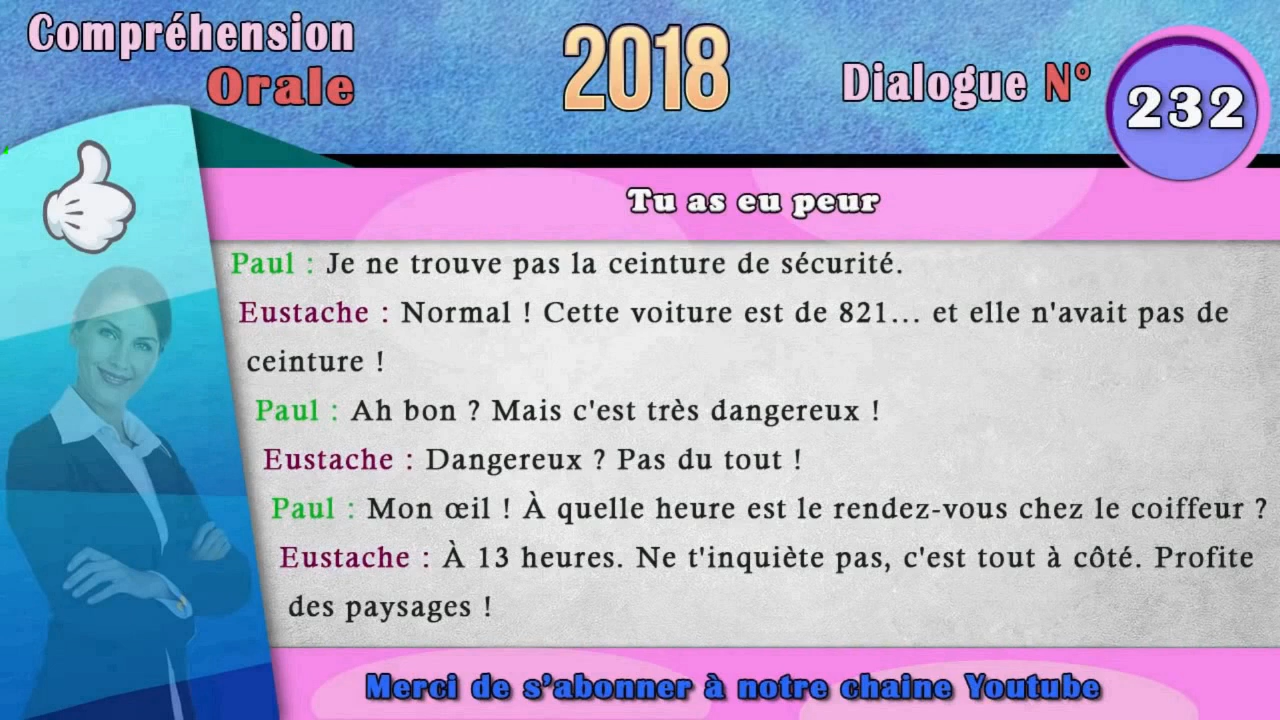 Compréhension
Orale
2018
Dialogue N°
232
Tu as eu peur
Paul : Je ne trouve pas la ceinture de sécurité.
Eustache : Normal ! Cette voiture est de 821... et elle n'avait pas de
ceinture !
Paul : Ah bon ? Mais c'est très dangereux !
Eustache : Dangereux ? Pas du tout !
Paul : Mon œil ! À quelle heure est le rendez-vous chez le coiffeur ?
Eustache : À 13 heures. Ne t'inquiète pas, c'est tout à côté. Profite
des paysages !
Merci de s'abonner à notre chaine Youtube